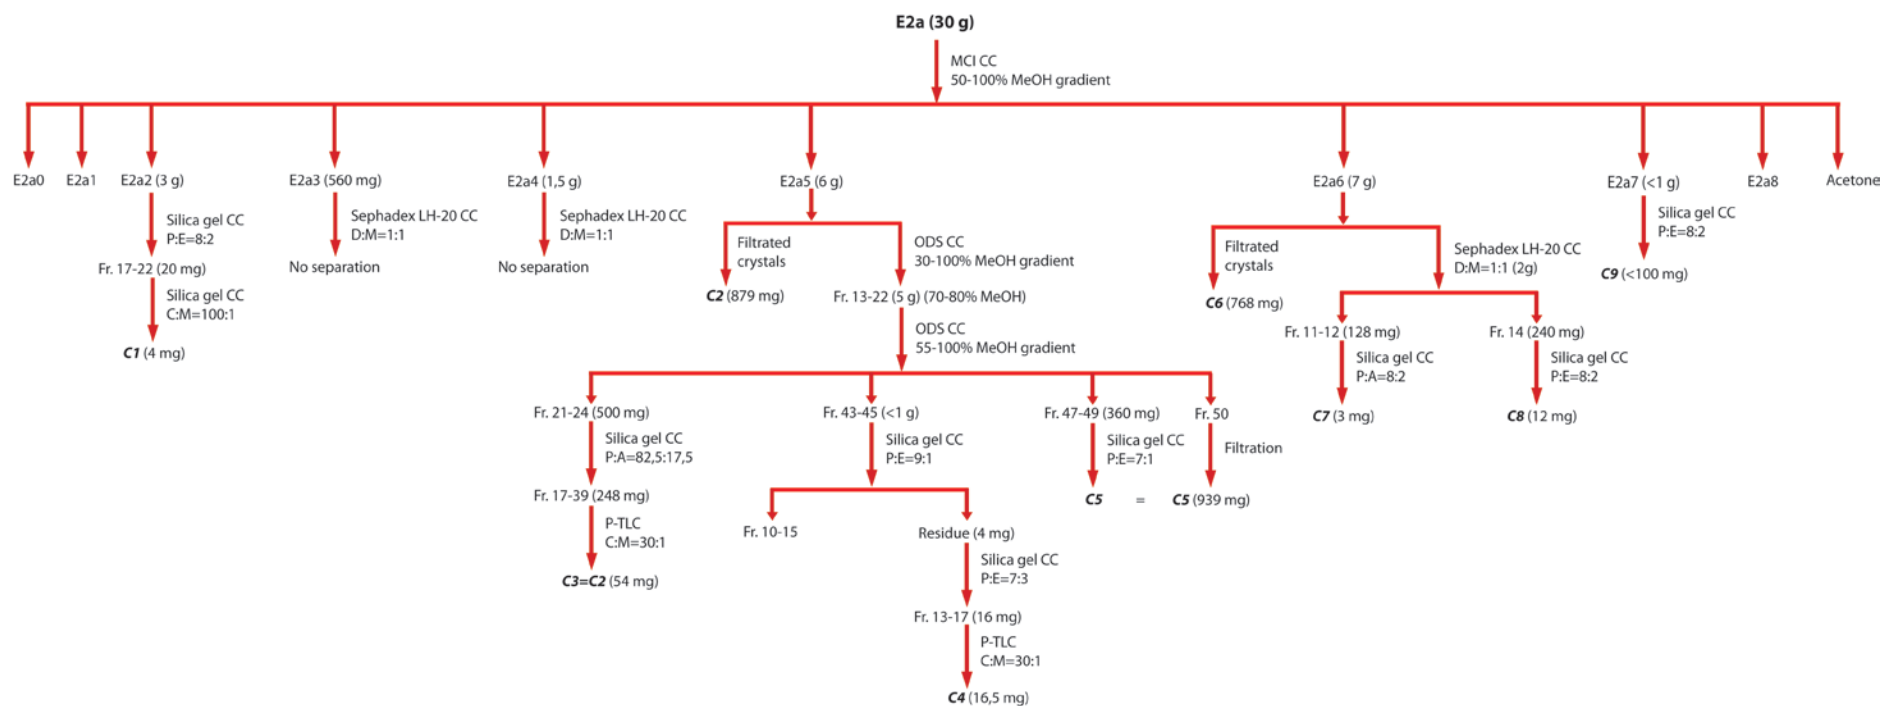 E2a (30 g)
MCI CC
50-100% MeOH gradient
E2a0
E2a1
E2a2 (3 g)
E2a3 (560 mg)
E2a4 (1,5 g)
E2a5 (6 g)
E2a6 (7 g)
E2a7 (<1 g)
E2a8
Acetone
Silica gel CC
P:E=8:2
Fr. 17-22 (20 mg)
Silica gel CC
C:M=100:1
C1 (4 mg)
Sephadex LH-20 CC
D:M=1:1
No separation
Sephadex LH-20 CC
D:M=1:1
No separation
Filtrated
crystals
C2 (879 mg)
ODS CC
30-100% MeOH gradient
Fr. 13-22 (5 g) (70-80% MeOH)
ODS CC
55-100% MeOH gradient
Fr. 21-24 (500 mg)
Silica gel CC
P:A=82,5:17,5
Fr. 17-39 (248 mg)
P-TLC
C:M=30:1
C3=C2 (54 mg)
Fr. 43-45 (<1 g)
Silica gel CC
P:E=9:1
Fr. 10-15
Residue (4 mg)
Silica gel CC
P:E=7:3
Fr. 13-17 (16 mg)
P-TLC
C:M=30:1
C4 (16,5 mg)
Fr. 47-49 (360 mg)
Silica gel CC
P:E=7:1
Fr. 50
Filtration
C5 = C5 (939 mg)
Filtrated
crystals
C6 (768 mg)
Sephadex LH-20 CC
D:M=1:1 (2g)
Fr. 11-12 (128 mg)
Silica gel CC
P:A=8:2
C7 (3 mg)
Fr. 14 (240 mg)
Silica gel CC
P:E=8:2
C8 (12 mg)
Silica gel CC
P:E=8:2
C9 (<100 mg)